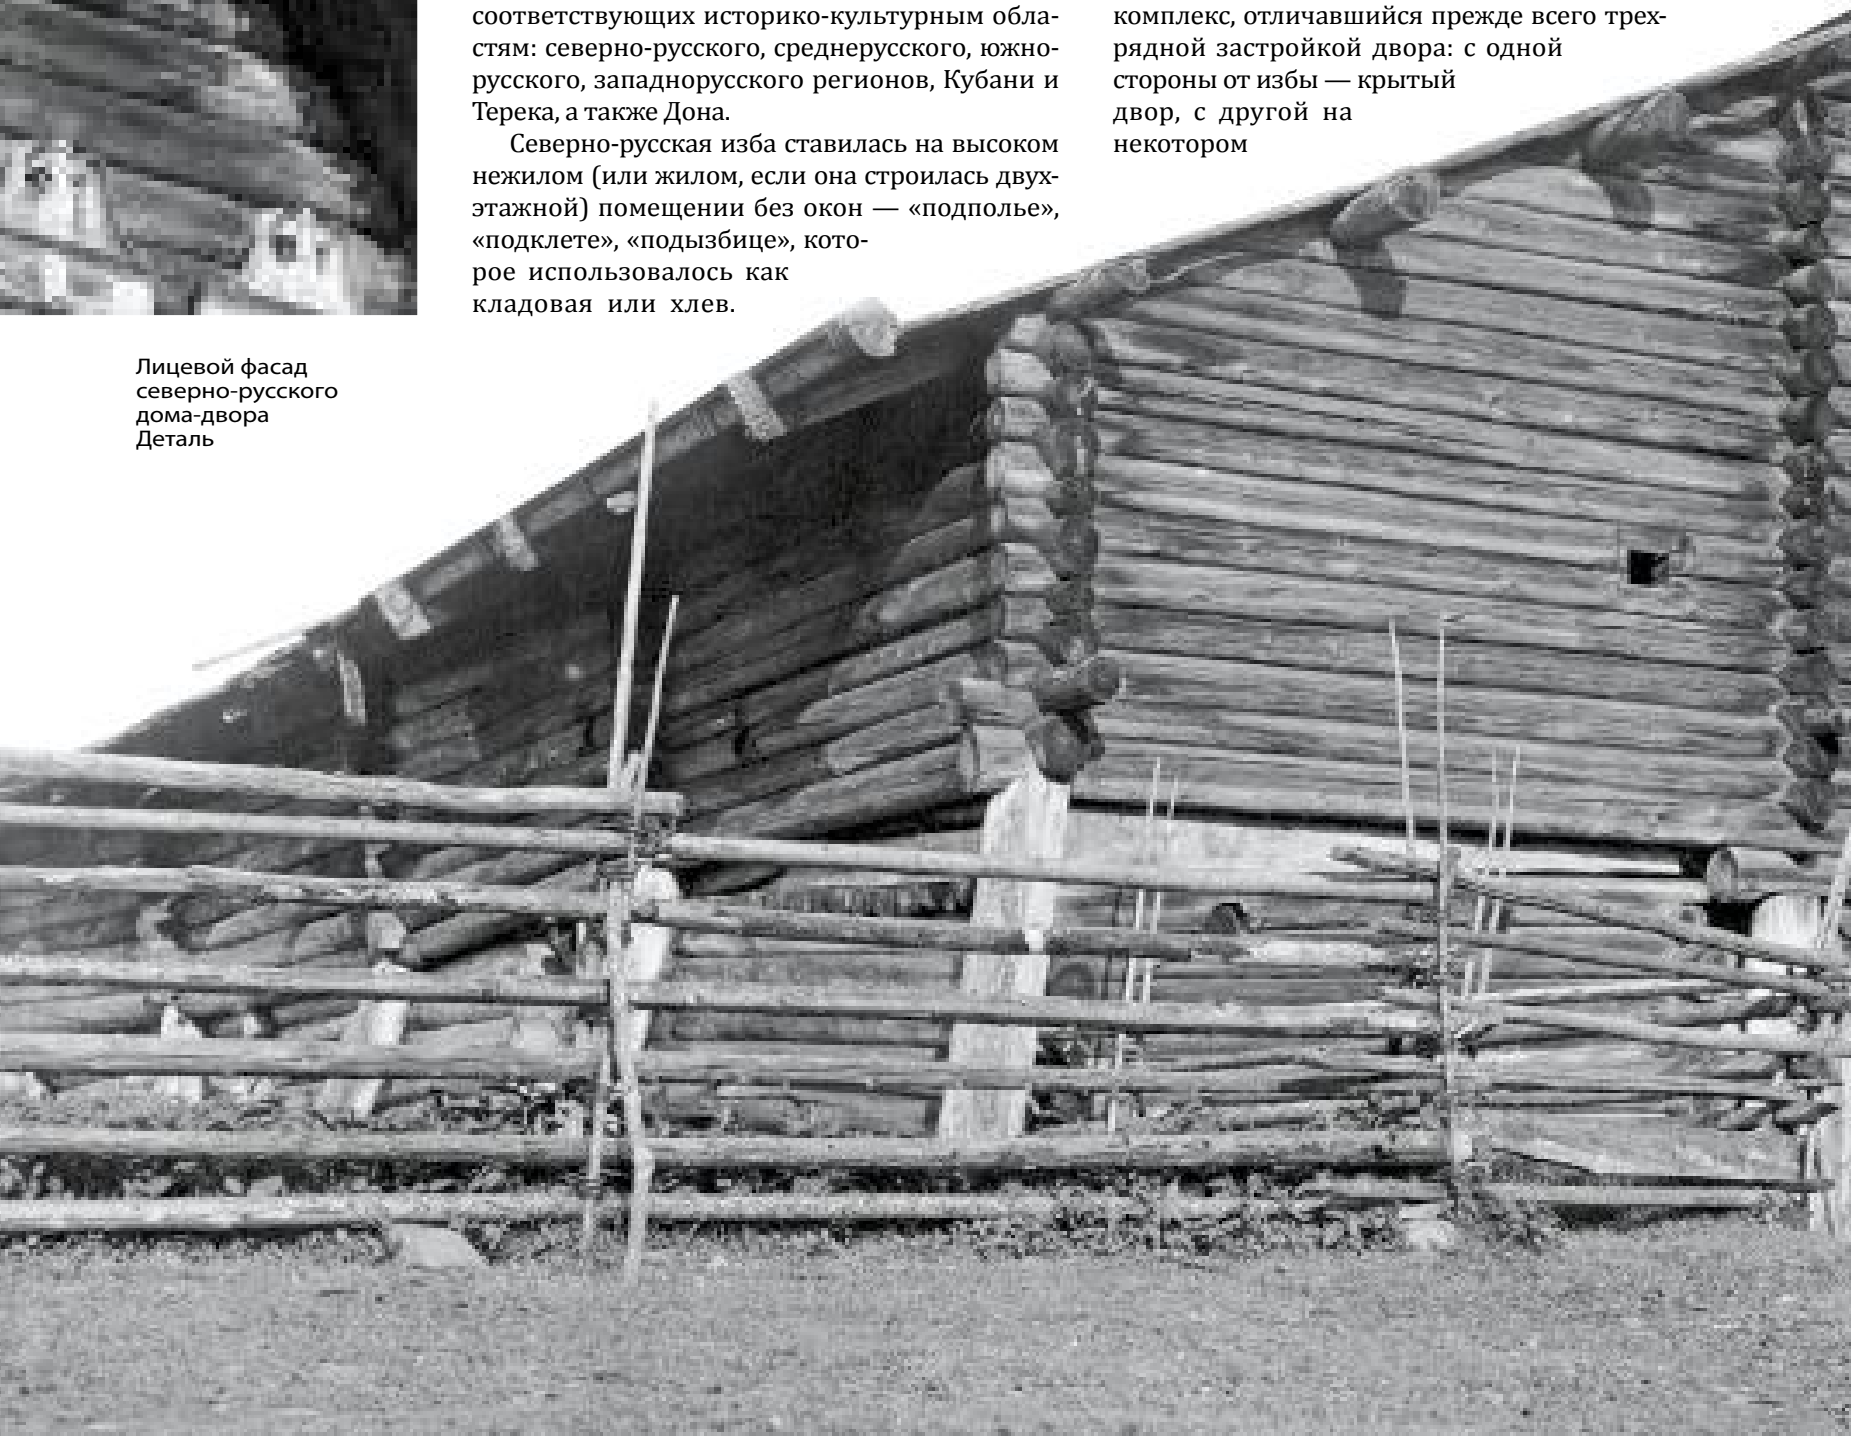 соответствующих историко-культурным обла-
стям: северно-русского, среднерусского, южно-
русского, западнорусского регионов, Кубани и
Терека, а также Дона.
Северно-русская изба ставилась на высоком
нежилом (или жилом, если она строилась двух-
этажной) помещении без окон — «подполье»,
«подклете», «подызбице», кото-
рое использовалось как
кладовая или хлев.
комплекс, отличавшийся прежде всего трех-
рядной застройкой двора: с одной
стороны от избы — крытый
двор, с другой на
некотором
Лицевой фасад
северно-русского
дома-двора
Деталь